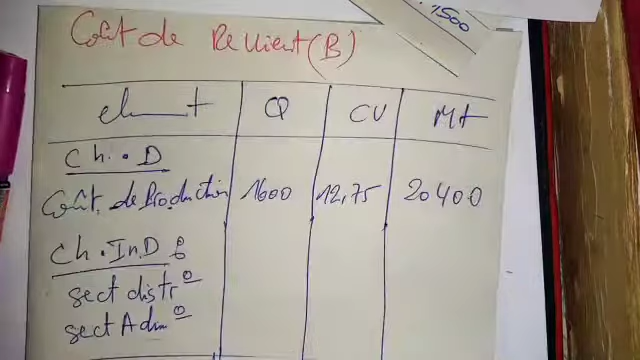 1500
Coût de Revient (B)
elem+ Q CU Mt
Ch. D
Coût de Production 1600 12,75 20400
Ch. InD
sect distr°
sect Adm°